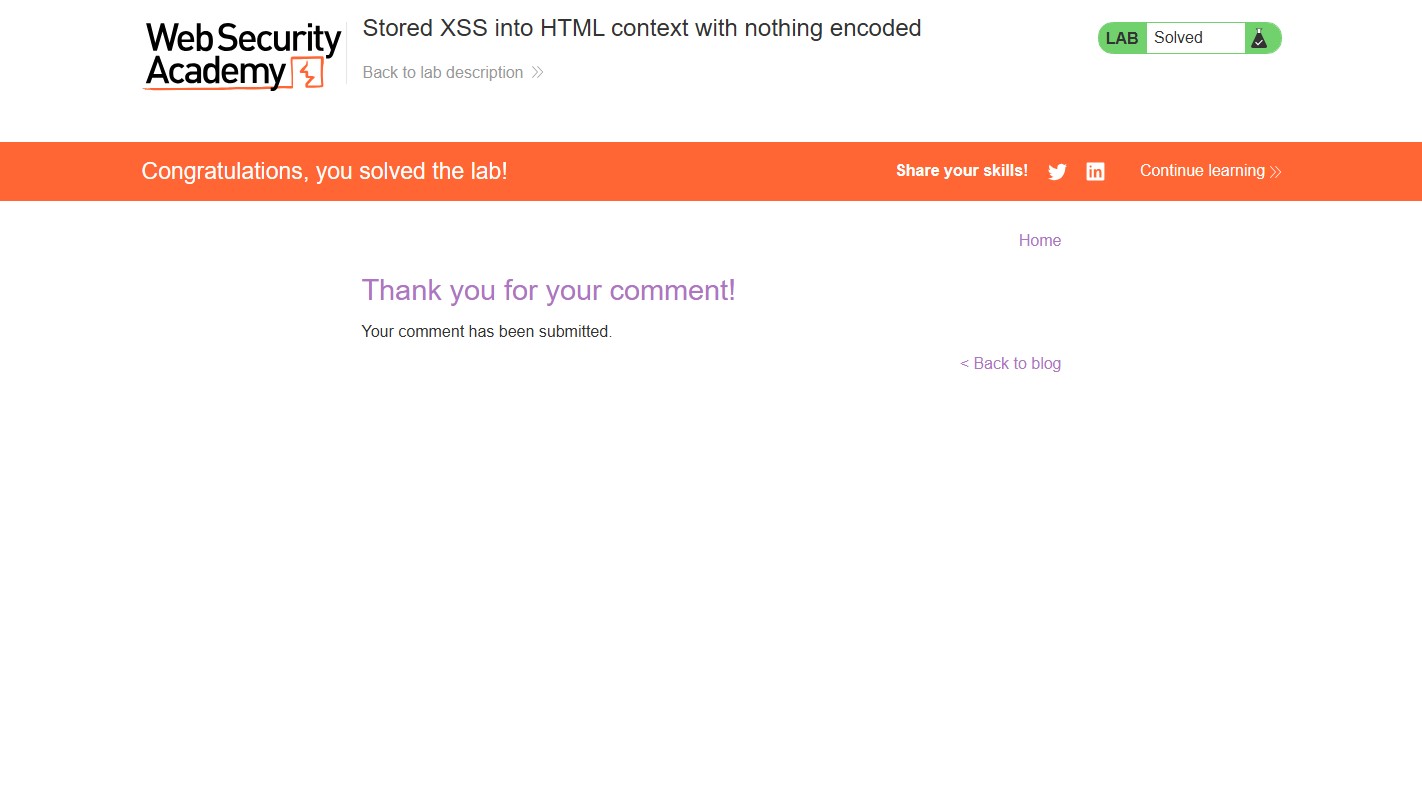 Web Security
Academy
Stored XSS into HTML context with nothing encoded
Back to lab description
LAB Solved
Congratulations, you solved the lab!
Share your skills!
Continue learning
Home
Thank you for your comment!
Your comment has been submitted.
< Back to blog